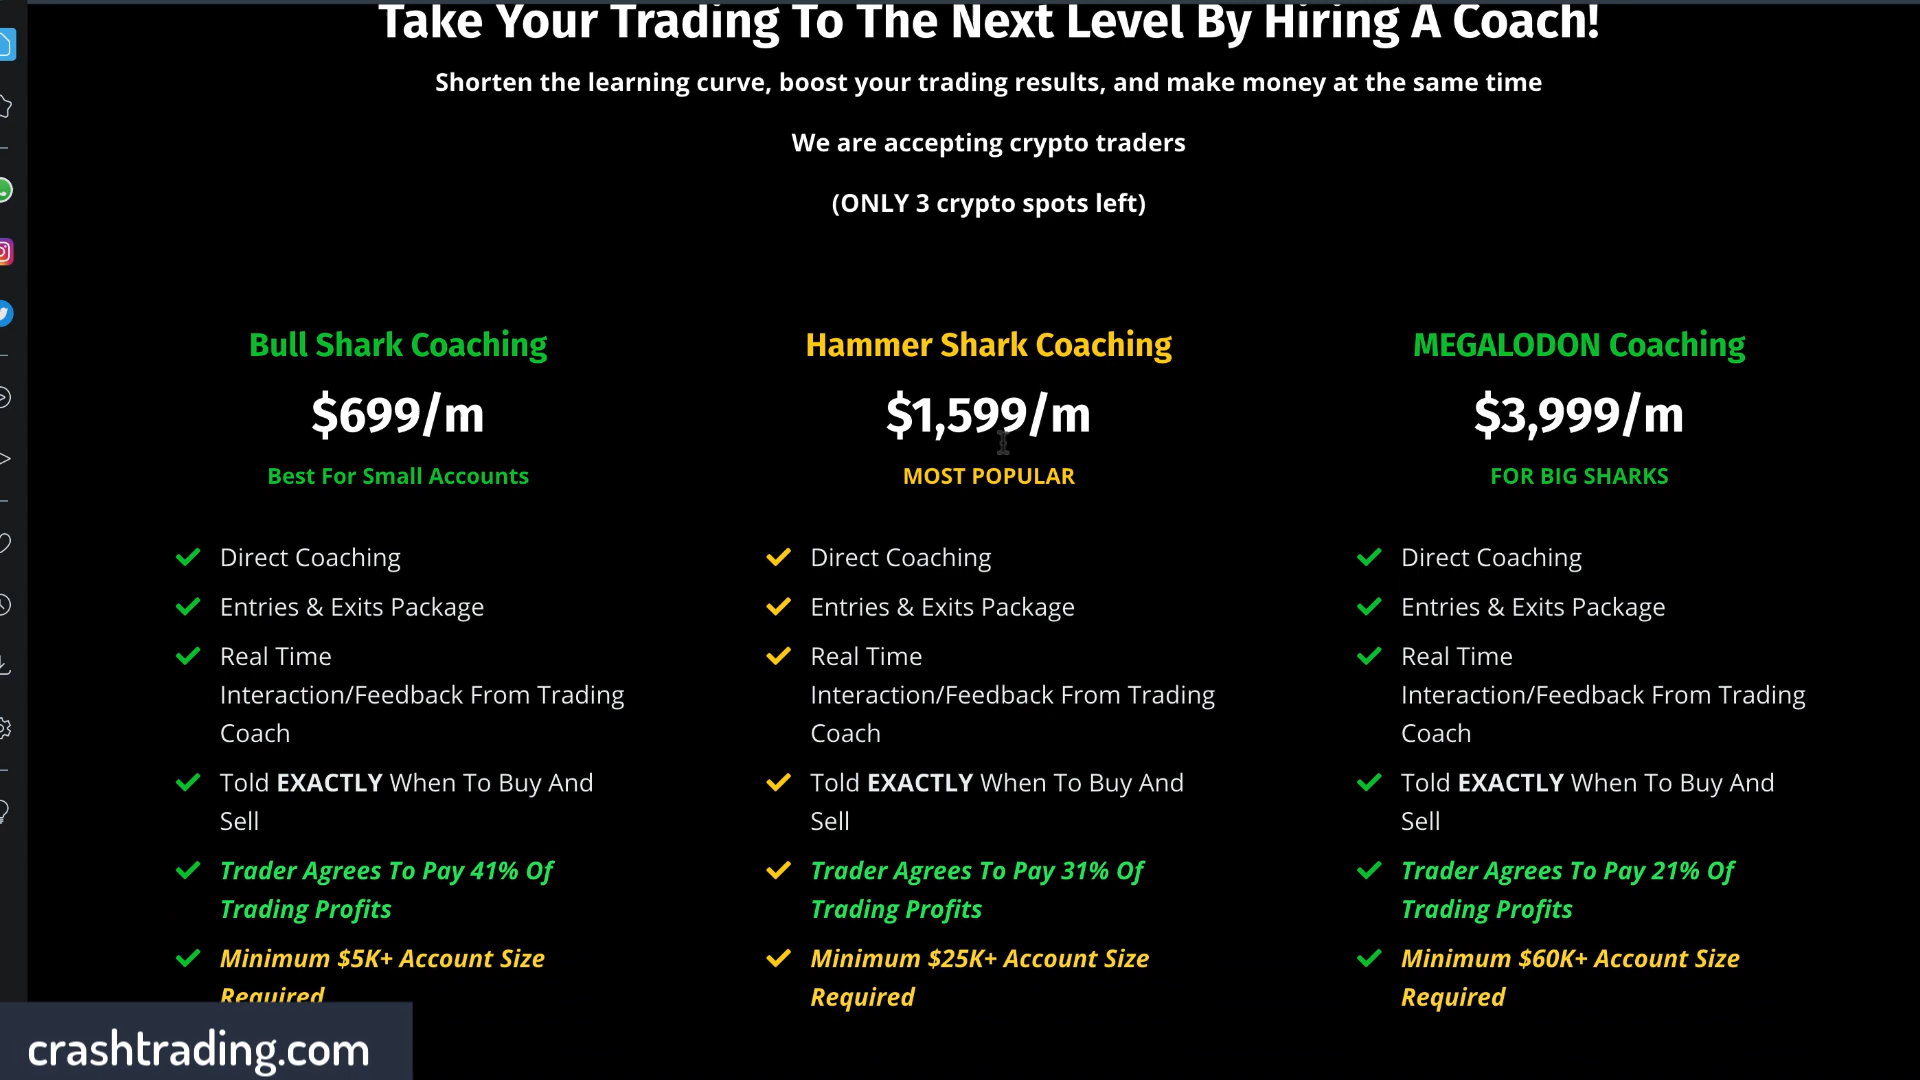 Take Your Trading To The Next Level By Hiring A Coach!
Shorten the learning curve, boost your trading results, and make money at the same time
We are accepting crypto traders
(ONLY 3 crypto spots left)
Bull Shark Coaching
$699/m
Best For Small Accounts
Direct Coaching
Entries & Exits Package
Real Time
Interaction/Feedback From Trading
Coach
Told EXACTLY When To Buy And
Sell
Trader Agrees To Pay 41% Of
Trading Profits
Minimum $5K+ Account Size
Required
Hammer Shark Coaching
$1,599/m
MOST POPULAR
Direct Coaching
Entries & Exits Package
Real Time
Interaction/Feedback From Trading
Coach
Told EXACTLY When To Buy And
Sell
Trader Agrees To Pay 31% Of
Trading Profits
Minimum $25K+ Account Size
Required
MEGALODON Coaching
$3,999/m
FOR BIG SHARKS
Direct Coaching
Entries & Exits Package
Real Time
Interaction/Feedback From Trading
Coach
Told EXACTLY When To Buy And
Sell
Trader Agrees To Pay 21% Of
Trading Profits
Minimum $60K+ Account Size
Required
crashtrading.com